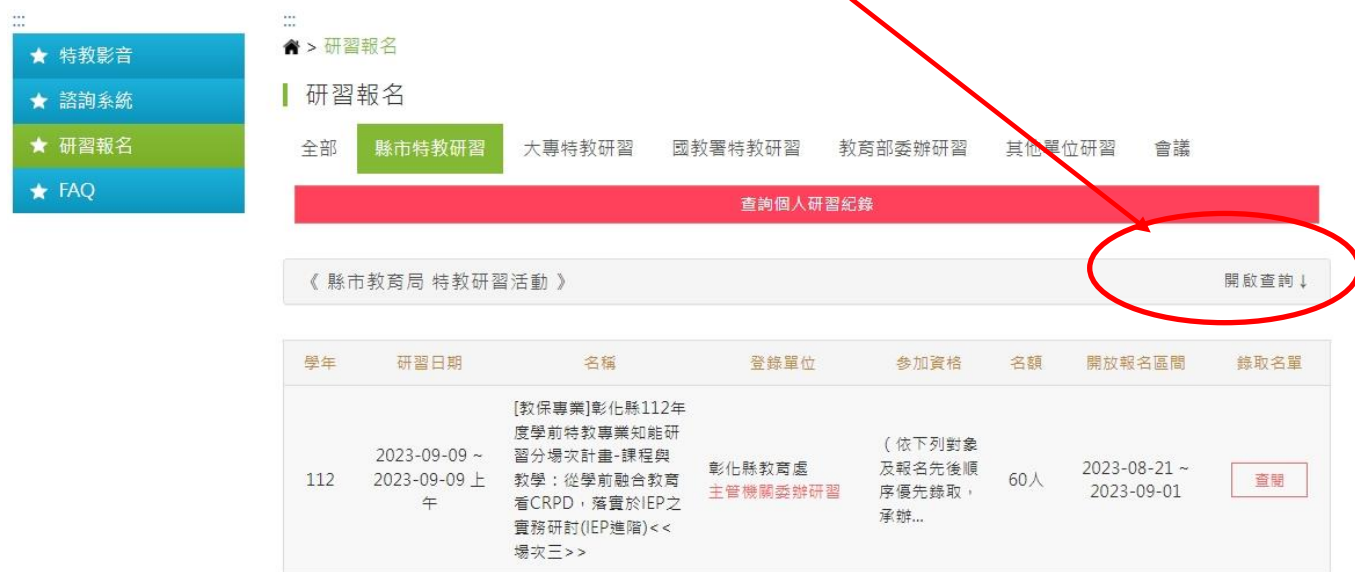 :::
★ 特教影音
★ 諮詢系統
★ 研習報名
★ FAQ
:::
> 研習報名
研習報名
全部 縣市特教研習 大專特教研習 國教署特教研習 教育部委辦研習 其他單位研習 會議
查詢個人研習紀錄
《 縣市教育局 特教研習活動 》 開啟查詢↓
學年 研習日期 名稱 登錄單位 參加資格 名額 開放報名區間 錄取名單
112
2023-09-09 ~
2023-09-09 上
午
[教保專業]彰化縣112年
度學前特教專業知能研
習分場次計畫-課程與
教學：從學前融合教育
看CRPD，落實於IEP之
實務研討(IEP進階)<<
場次三>>
彰化縣教育處
主管機關委辦研習
（依下列對象
及報名先後順
序優先錄取，
承辦...
60人
2023-08-21 ~
2023-09-01
查閱